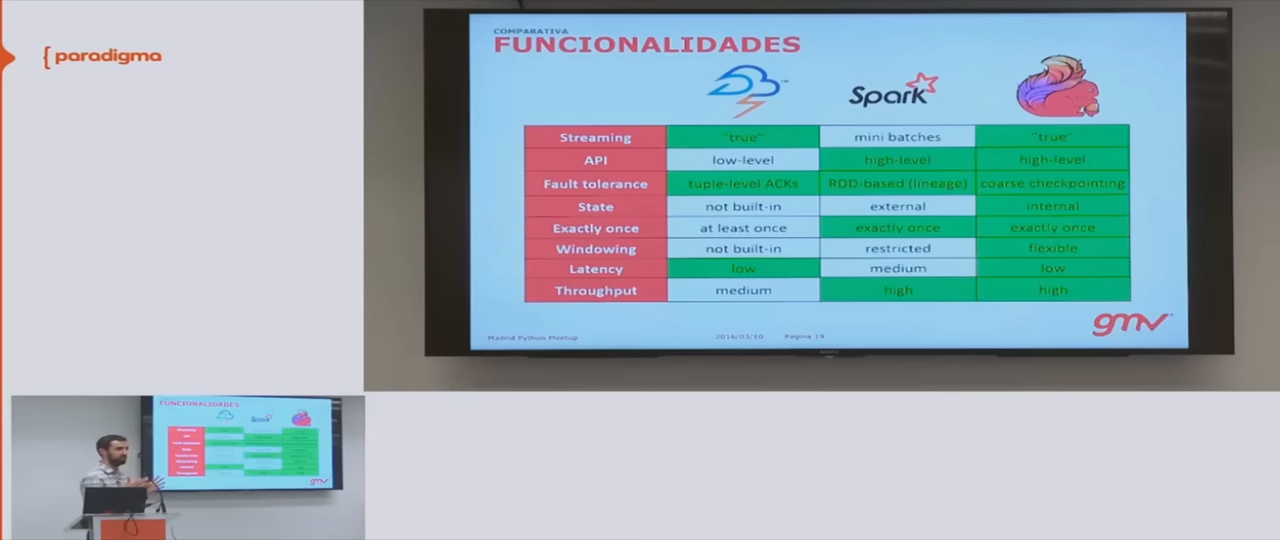 {paradigma
COMPARATIVA
FUNCIONALIDADES
Spark
Streaming "true" mini batches "true"
API low-level high-level high-level
Fault tolerance tuple-level ACKs RDD-based (lineage) coarse checkpointing
State not built-in external internal
Exactly once at least once exactly once exactly once
Windowing not built-in restricted flexible
Latency low medium low
Throughput medium high high
gmv
Madrid Python Meetup 2016/03/10 Página 19
FUNCIONALIDADES
Spark
gmv